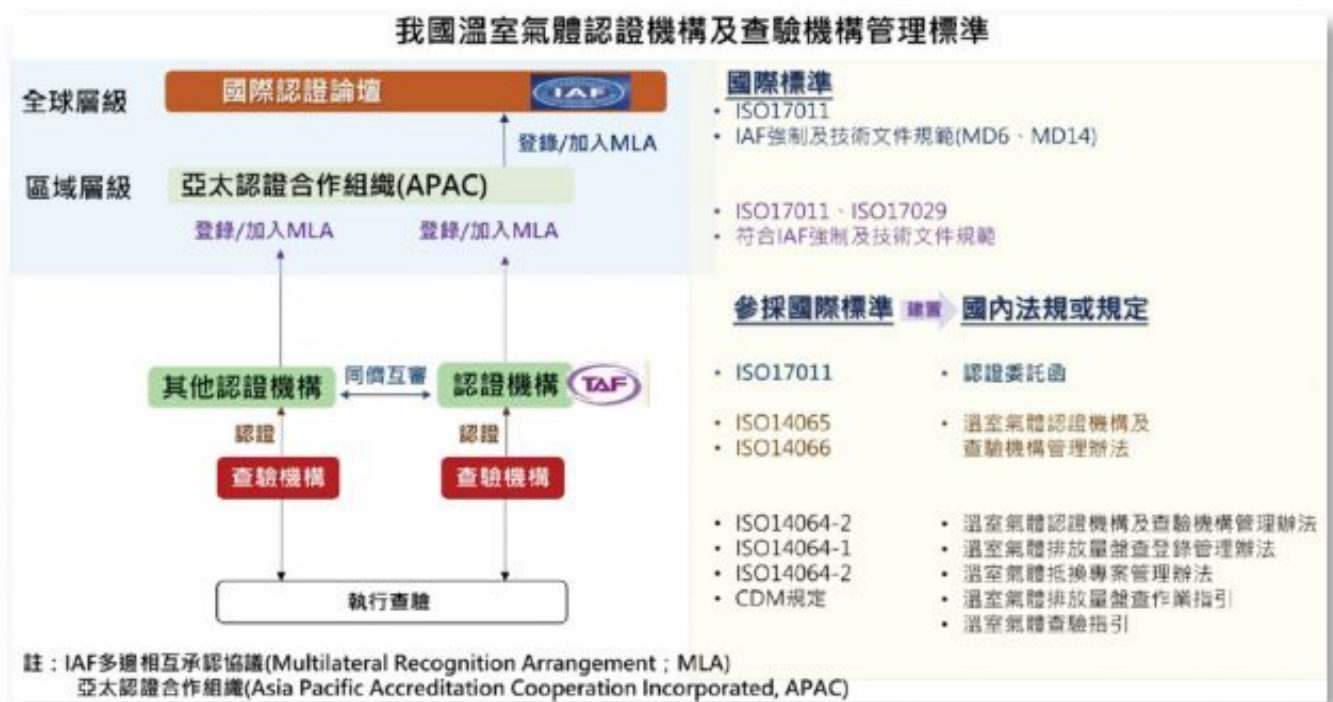 我國溫室氣體認證機構及查驗機構管理標準
全球層級
國際認證論壇
IAF
登錄/加入MLA
區域層級
亞太認證合作組織(APAC)
登錄/加入MLA
登錄/加入MLA
其他認證機構
同儕互審
認證機構
TAF
認證
認證
查驗機構
查驗機構
執行查驗
國際標準
• ISO17011
• IAF強制及技術文件規範(MD6、MD14)
• ISO17011、ISO17029
• 符合IAF強制及技術文件規範
參採國際標準 建置 國內法規或規定
• ISO17011
• 認證委託函
• ISO14065
• ISO14066
• 溫室氣體認證機構及
查驗機構管理辦法
• ISO14064-2
• ISO14064-1
• ISO14064-2
• CDM規定
• 溫室氣體認證機構及查驗機構管理辦法
• 溫室氣體排放量盤查登錄管理辦法
• 溫室氣體抵換專案管理辦法
• 溫室氣體排放量盤查作業指引
• 溫室氣體查驗指引
註：IAF多邊相互承認協議(Multilateral Recognition Arrangement；MLA)
亞太認證合作組織(Asia Pacific Accreditation Cooperation Incorporated, APAC)